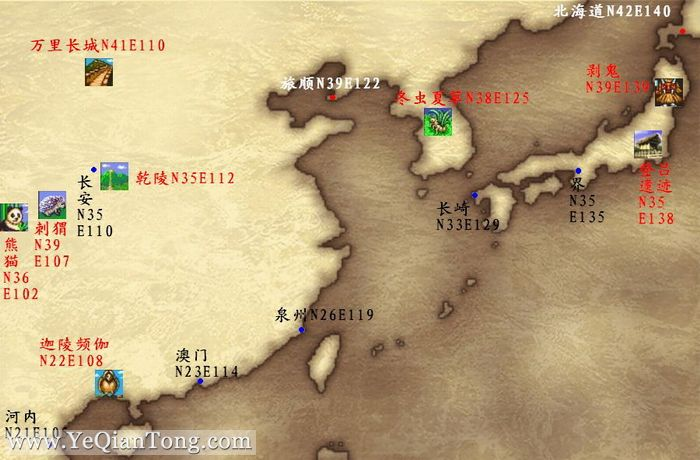 北海道N42E140
万里长城N41E110
剥鬼
N39E139
旅顺N39E122
冬虫夏草N38E125
登吕
遗迹
N35
E138
乾陵N35E112
长
安
N35
E110
界
N35
E135
刺猬
N39
E107
长崎
N33E129
熊
猫
N36
E102
泉州N26E119
迦陵频伽
N22E108
澳门
N23E114
河内
www.YeQianTong.com